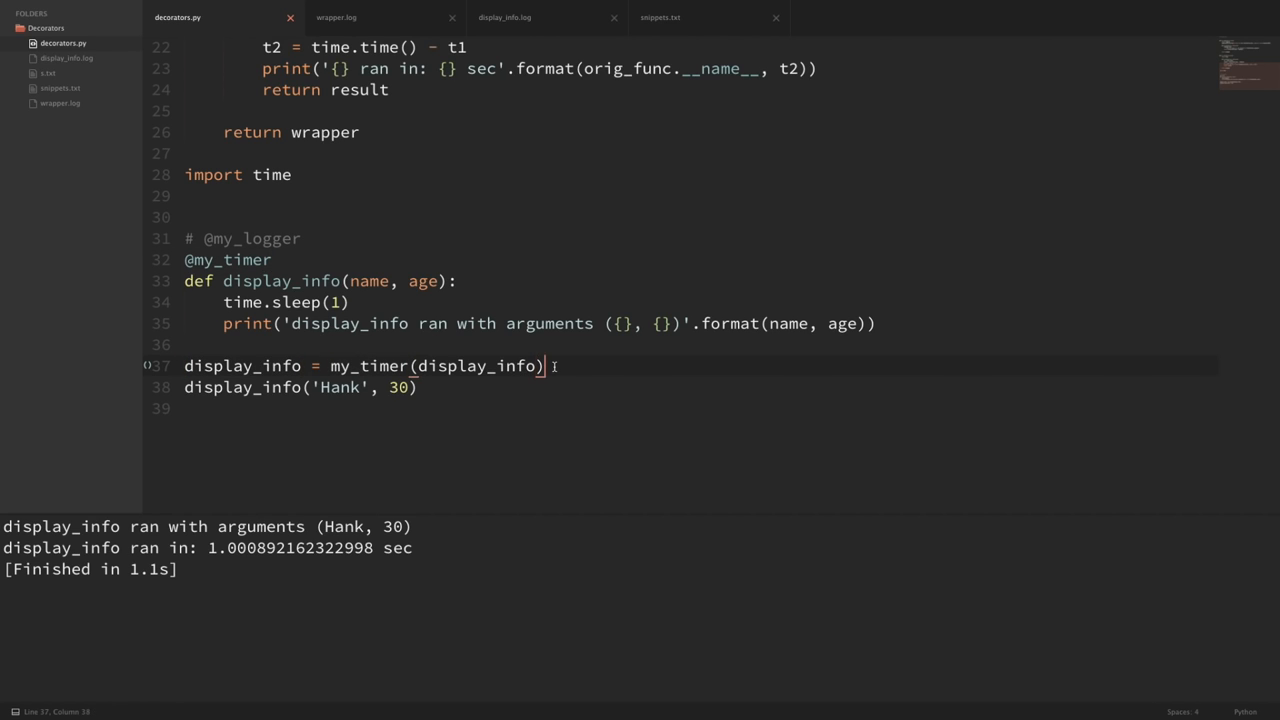 FOLDERS
Decorators
decorators.py
display_info.log
s.txt
snippets.txt
wrapper.log
decorators.py
wrapper.log
display_info.log
snippets.txt
22 t2 = time.time() - t1
23 print('{} ran in: {} sec'.format(orig_func.__name__, t2))
24 return result
25
26 return wrapper
27
28 import time
29
30
31 # @my_logger
32 @my_timer
33 def display_info(name, age):
34 time.sleep(1)
35 print('display_info ran with arguments ({}, {})'.format(name, age))
36
37 display_info = my_timer(display_info)
38 display_info('Hank', 30)
39
display_info ran with arguments (Hank, 30)
display_info ran in: 1.000892162322998 sec
[Finished in 1.1s]
Line 37, Column 38
Spaces: 4
Python